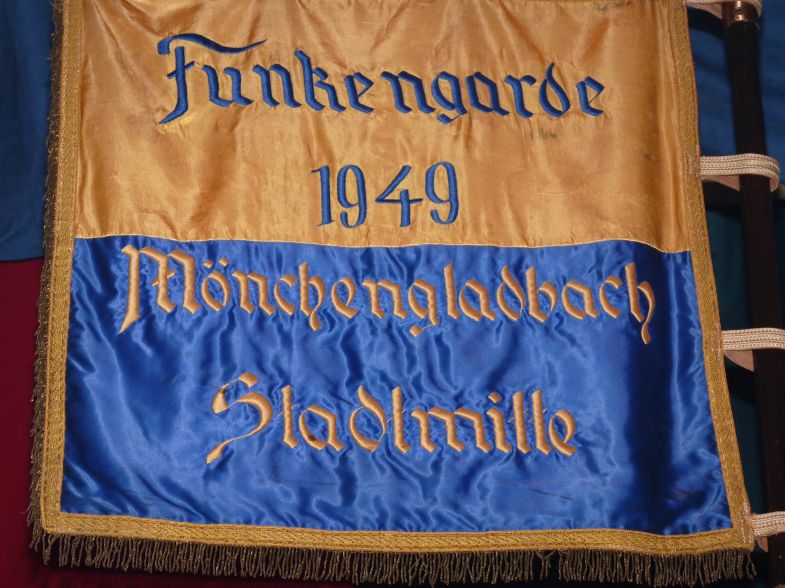 Funkengarde
1949
Mönchengladbach
Stadtmitte